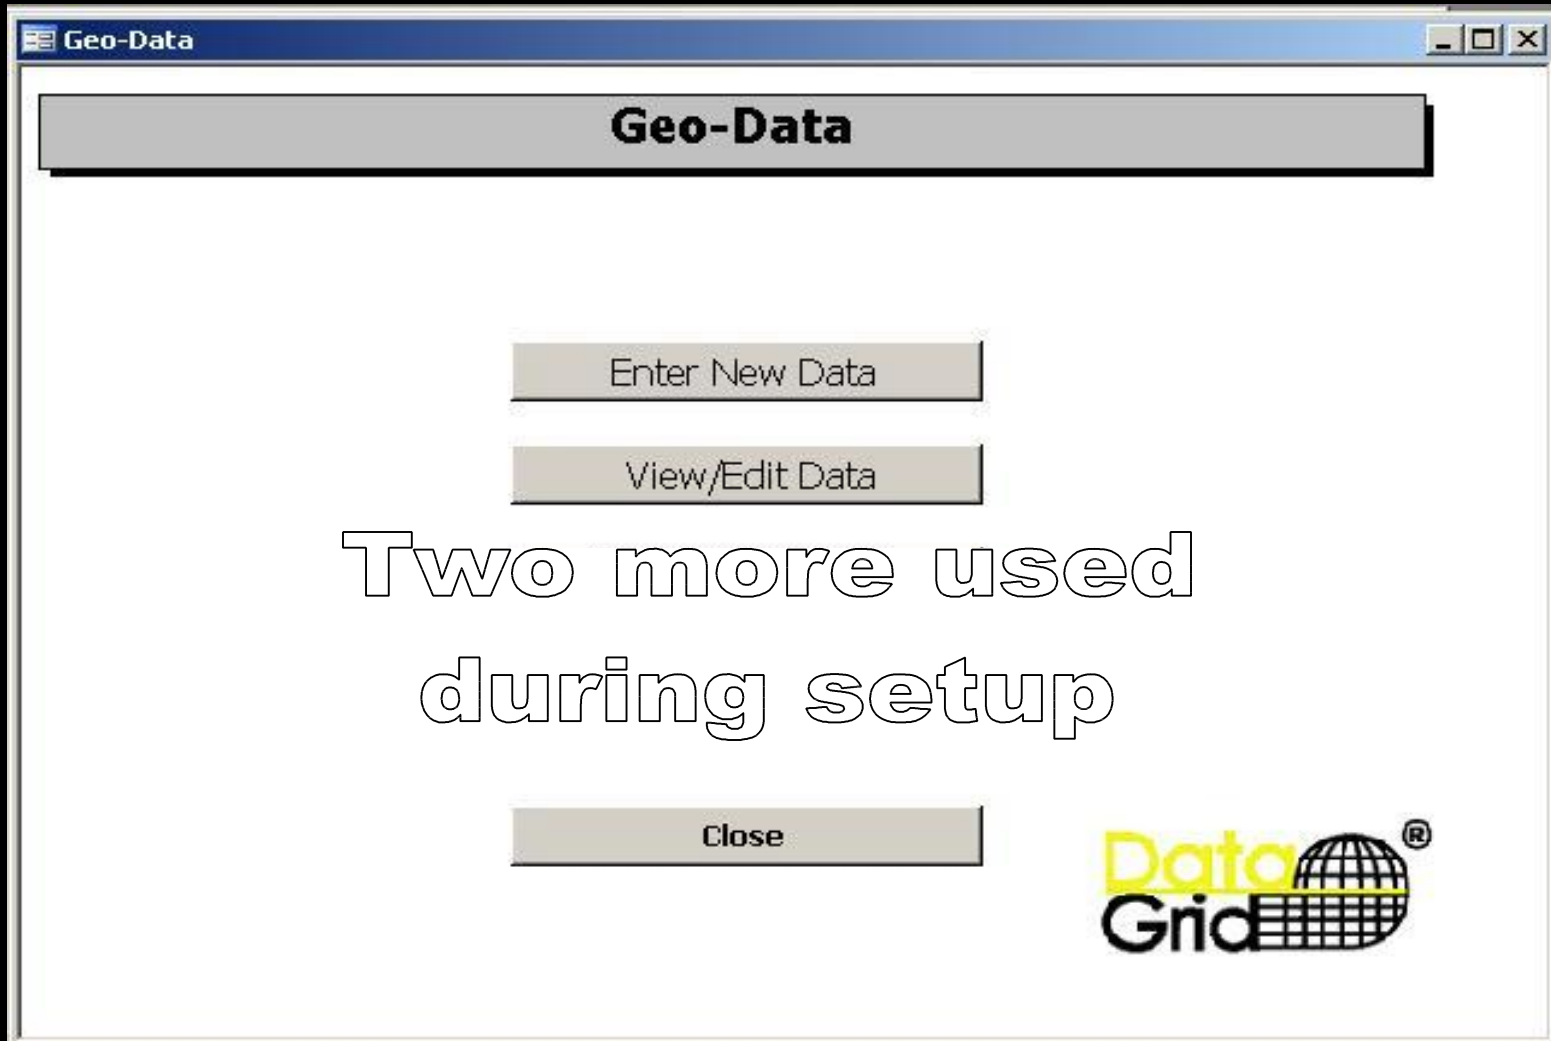 Geo-Data
Geo-Data
Enter New Data
View/Edit Data
Two more used
during setup
Close
Data ®
Grid